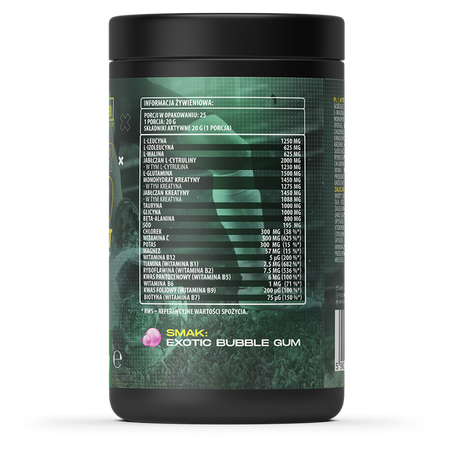 INFORMACJA ŻYWIENIOWA:
PORCJI W OPAKOWANIU: 25
1 PORCJA: 20 G
SKŁADNIKI AKTYWNE 20 G (1 PORCJA)
L-LEUCYNA 1250 MG
L-IZOLEUCYNA 625 MG
L-WALINA 625 MG
JABŁCZAN L-CYTRULINY 2000 MG
- W TYM L-CYTRULINA 1230 MG
L-GLUTAMINA 1500 MG
MONOHYDRAT KREATYNY 1450 MG
- W TYM KREATYNA 1275 MG
JABŁCZAN KREATYNY 1450 MG
- W TYM KREATYNA 1088 MG
TAURYNA 1000 MG
GLICYNA 1000 MG
BETA-ALANINA 800 MG
SÓD 195 MG
CHLOREK 300 MG (38 %*)
WITAMINA C 500 MG (625 %*)
POTAS 300 MG (15 %*)
MAGNEZ 57 MG (15 %*)
WITAMINA B12 5 µG (200 %*)
TIAMINA (WITAMINA B1) 7,5 MG (682 %*)
RYBOFLAWINA (WITAMINA B2) 7,5 MG (536 %*)
KWAS PANTOTENOWY (WITAMINA B5) 6 MG (100 %*)
WITAMINA B6 1 MG (71 %*)
KWAS FOLIOWY (WITAMINA B9) 200 µG (100 %*)
BIOTYNA (WITAMINA B7) 75 µG (150 %*)
* RWS – REFERENCYJNE WARTOŚCI SPOŻYCIA.
SMAK:
EXOTIC BUBBLE GUM
e